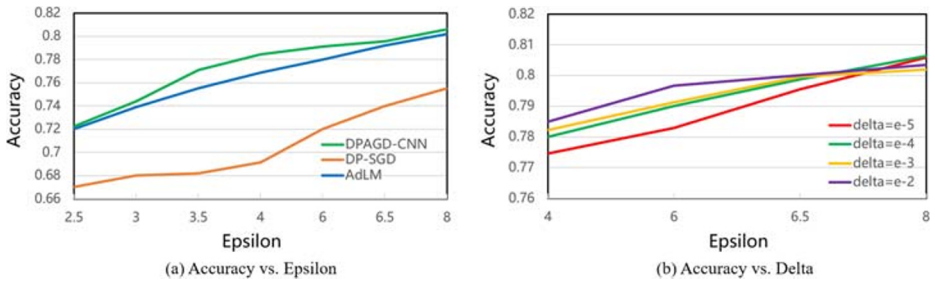 0.82
0.8
0.78
0.76
0.74
0.72
0.7
0.68
0.66
Accuracy
2.5 3 3.5 4 6 6.5 8
Epsilon
DPAGD-CNN
DP-SGD
AdLM
(a) Accuracy vs. Epsilon
0.82
0.81
0.8
0.79
0.78
0.77
0.76
Accuracy
4 6 6.5 8
Epsilon
delta=e-5
delta=e-4
delta=e-3
delta=e-2
(b) Accuracy vs. Delta